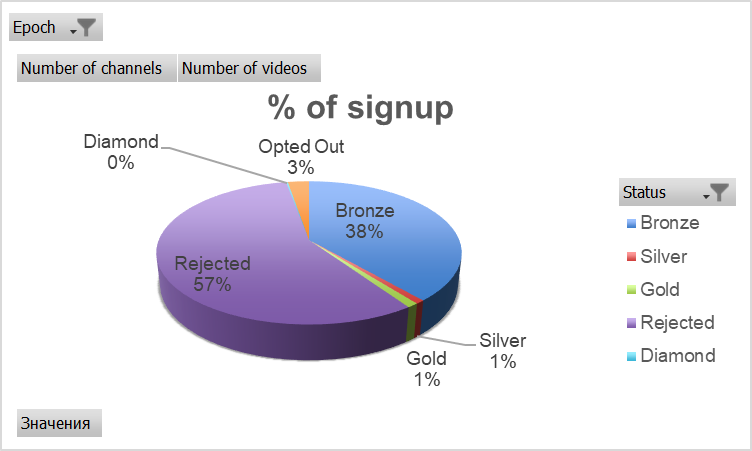 Epoch
Number of channels Number of videos
% of signup
Diamond
0%
Opted Out
3%
Bronze
38%
Rejected
57%
Gold
1%
Silver
1%
Status
Bronze
Silver
Gold
Rejected
Diamond
Значения